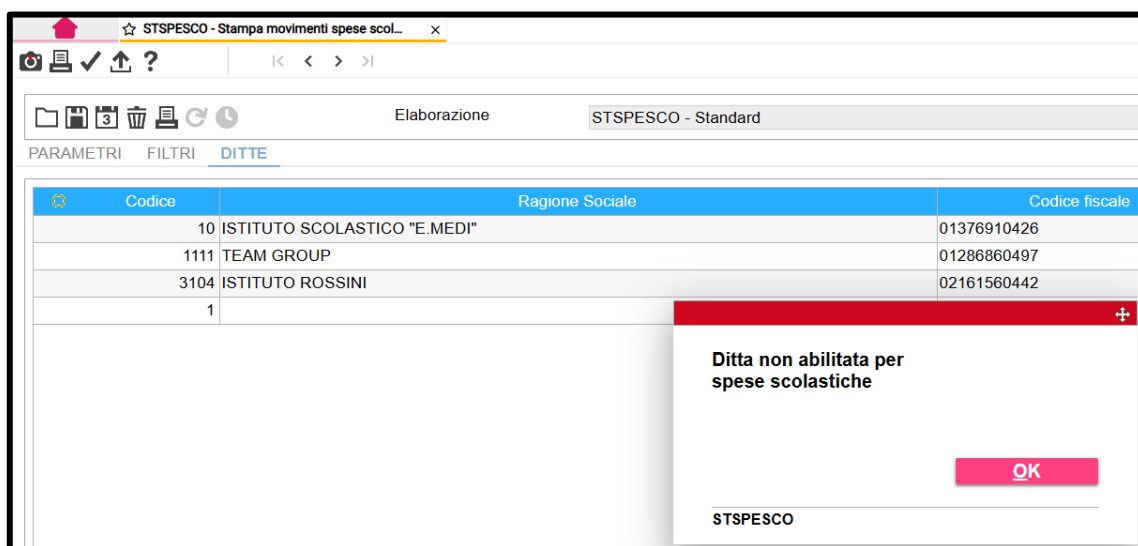 STSPESCO - Stampa movimenti spese scol...
Elaborazione STSPESCO - Standard
PARAMETRI FILTRI DITTE
Codice Ragione Sociale Codice fiscale
10 ISTITUTO SCOLASTICO "E.MEDI" 01376910426
1111 TEAM GROUP 01286860497
3104 ISTITUTO ROSSINI 02161560442
1
Ditta non abilitata per
spese scolastiche
OK
STSPESCO